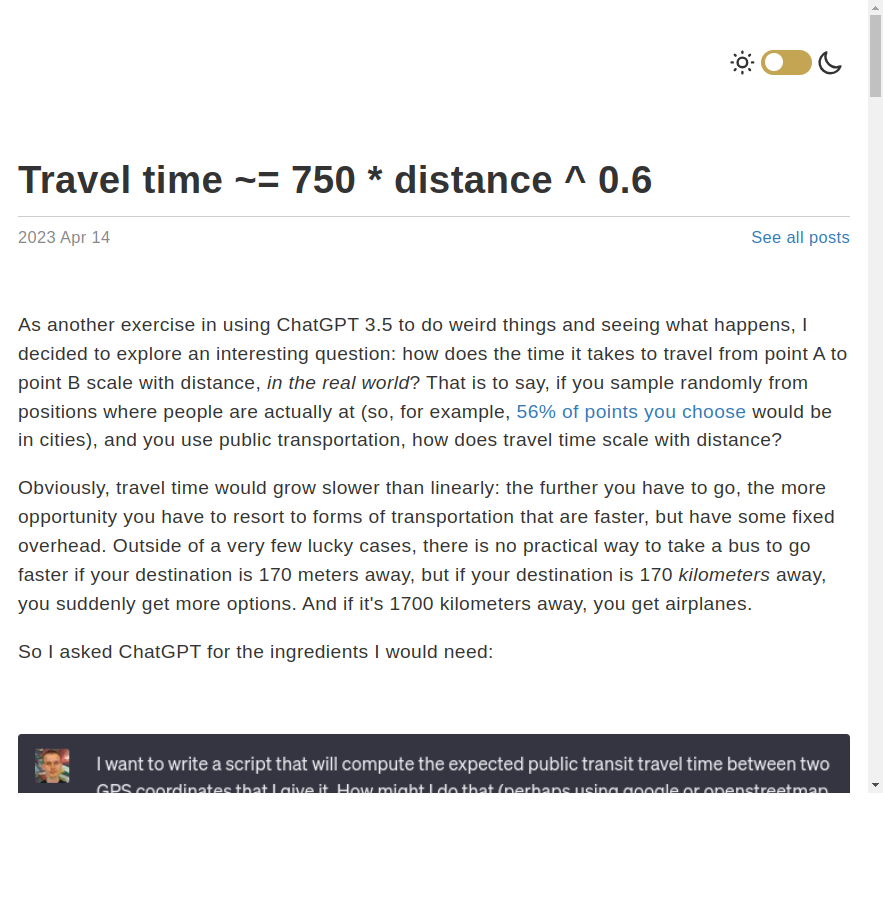 Travel time ~= 750 * distance ^ 0.6
2023 Apr 14 See all posts
As another exercise in using ChatGPT 3.5 to do weird things and seeing what happens, I
decided to explore an interesting question: how does the time it takes to travel from point A to
point B scale with distance, in the real world? That is to say, if you sample randomly from
positions where people are actually at (so, for example, 56% of points you choose would be
in cities), and you use public transportation, how does travel time scale with distance?
Obviously, travel time would grow slower than linearly: the further you have to go, the more
opportunity you have to resort to forms of transportation that are faster, but have some fixed
overhead. Outside of a very few lucky cases, there is no practical way to take a bus to go
faster if your destination is 170 meters away, but if your destination is 170 kilometers away,
you suddenly get more options. And if it's 1700 kilometers away, you get airplanes.
So I asked ChatGPT for the ingredients I would need:
I want to write a script that will compute the expected public transit travel time between two
GPS coordinates that I give it. How might I do that (perhaps using google or openstreetmap